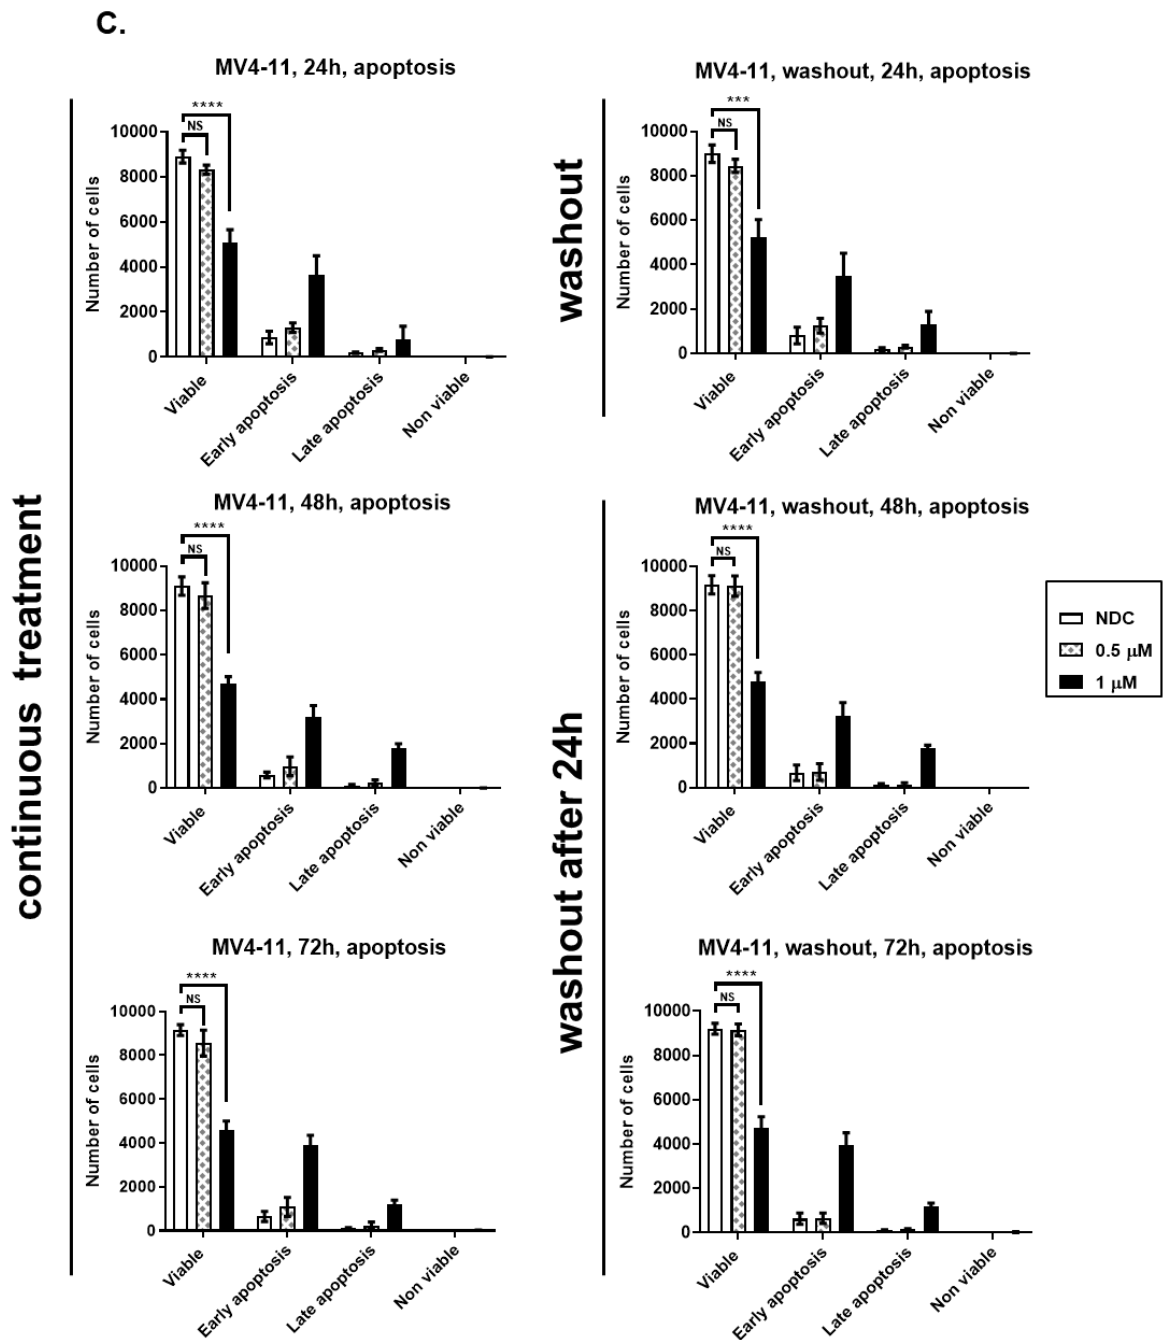 C.
continuous treatment
MV4-11, 24h, apoptosis
****
NS
Number of cells
10000
8000
6000
4000
2000
0
Viable
Early apoptosis
Late apoptosis
Non viable
washout
MV4-11, washout, 24h, apoptosis
***
NS
Number of cells
10000
8000
6000
4000
2000
0
Viable
Early apoptosis
Late apoptosis
Non viable
MV4-11, 48h, apoptosis
****
NS
Number of cells
10000
8000
6000
4000
2000
0
Viable
Early apoptosis
Late apoptosis
Non viable
washout after 24h
MV4-11, washout, 48h, apoptosis
****
NS
Number of cells
10000
8000
6000
4000
2000
0
Viable
Early apoptosis
Late apoptosis
Non viable
NDC
0.5 μM
1 μM
MV4-11, 72h, apoptosis
****
NS
Number of cells
10000
8000
6000
4000
2000
0
Viable
Early apoptosis
Late apoptosis
Non viable
MV4-11, washout, 72h, apoptosis
****
NS
Number of cells
10000
8000
6000
4000
2000
0
Viable
Early apoptosis
Late apoptosis
Non viable